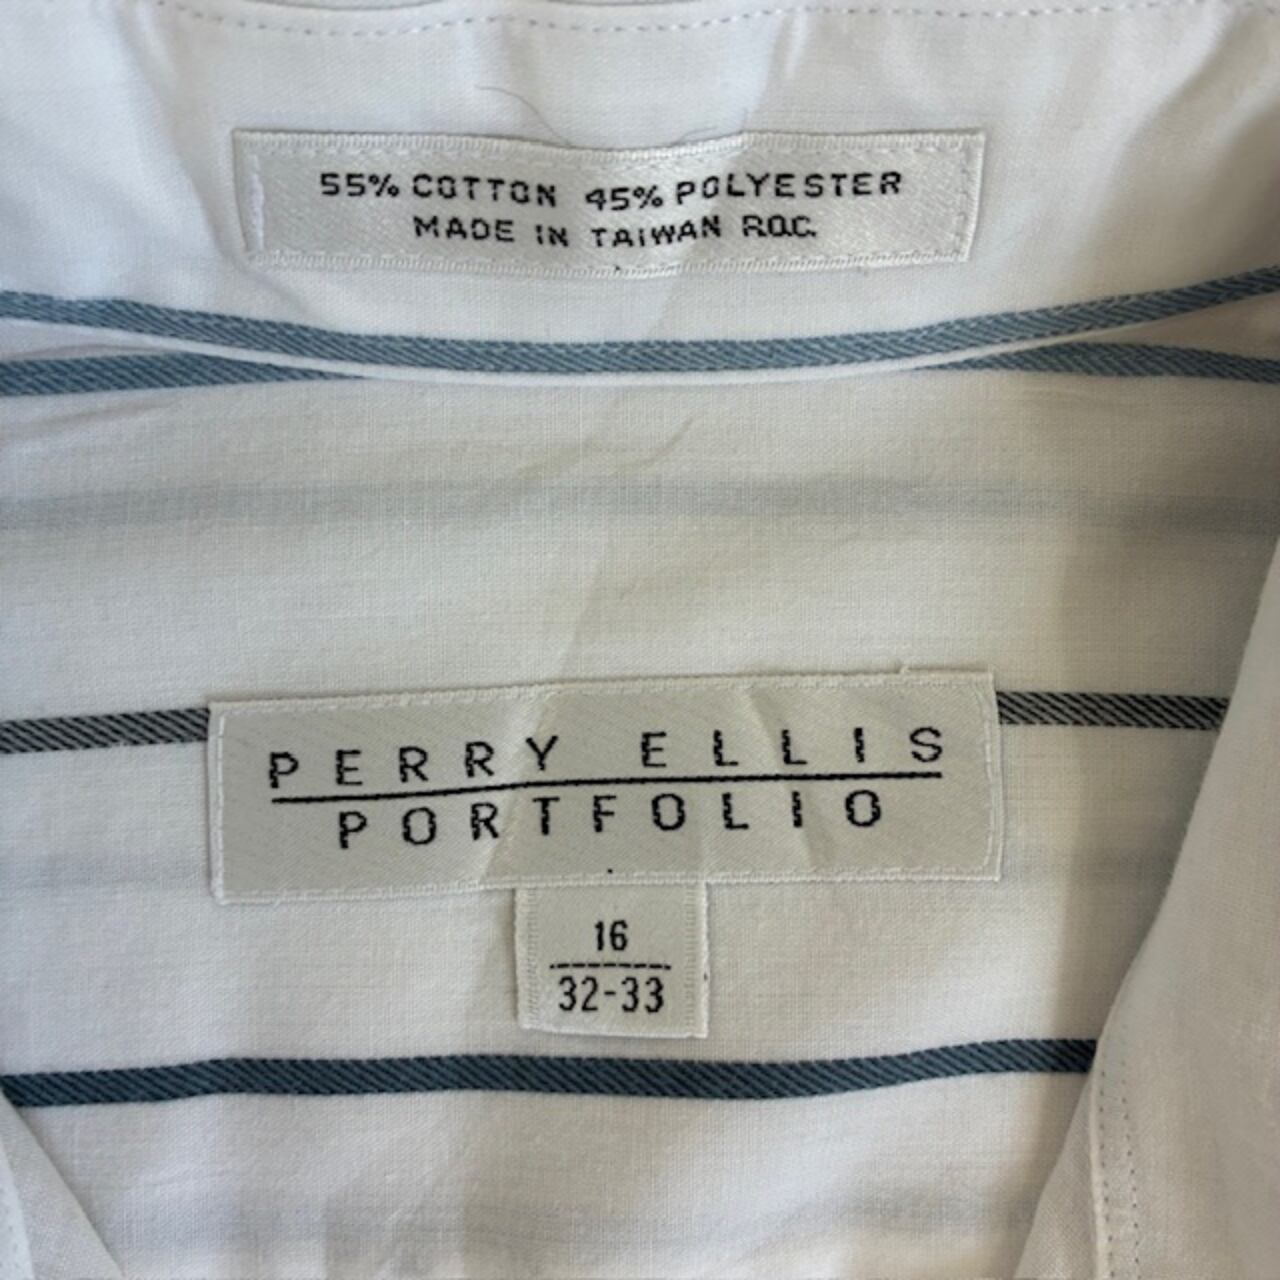 55% COTTON 45% POLYESTER
MADE IN TAIWAN R.O.C.
PERRY ELLIS
PORTFOLIO
16
32-33